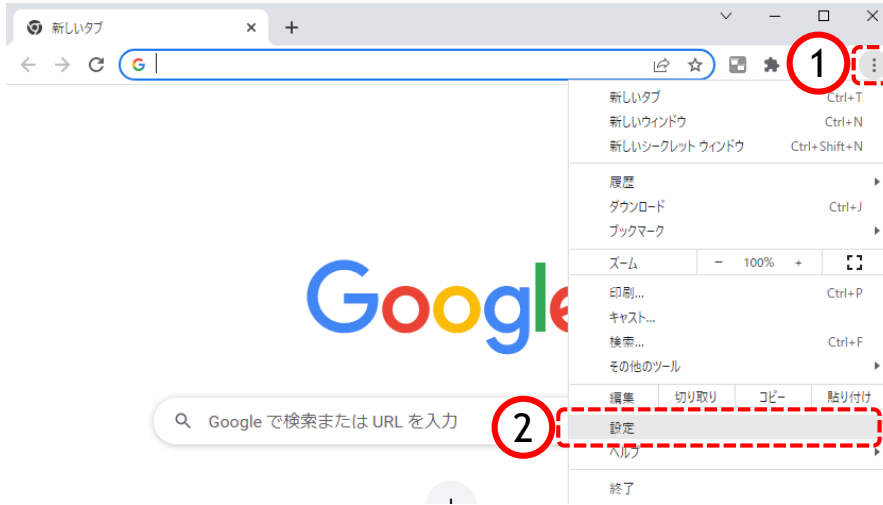 新しいタブ
G
1
新しいタブ Ctrl+T
新しいウィンドウ Ctrl+N
新しいシークレット ウィンドウ Ctrl+Shift+N
履歴
ダウンロード Ctrl+J
ブックマーク
ズーム − 100% +
印刷... Ctrl+P
キャスト...
検索... Ctrl+F
その他のツール
編集 切り取り コピー 貼り付け
設定
ヘルプ
終了
Google
Google で検索または URL を入力
2